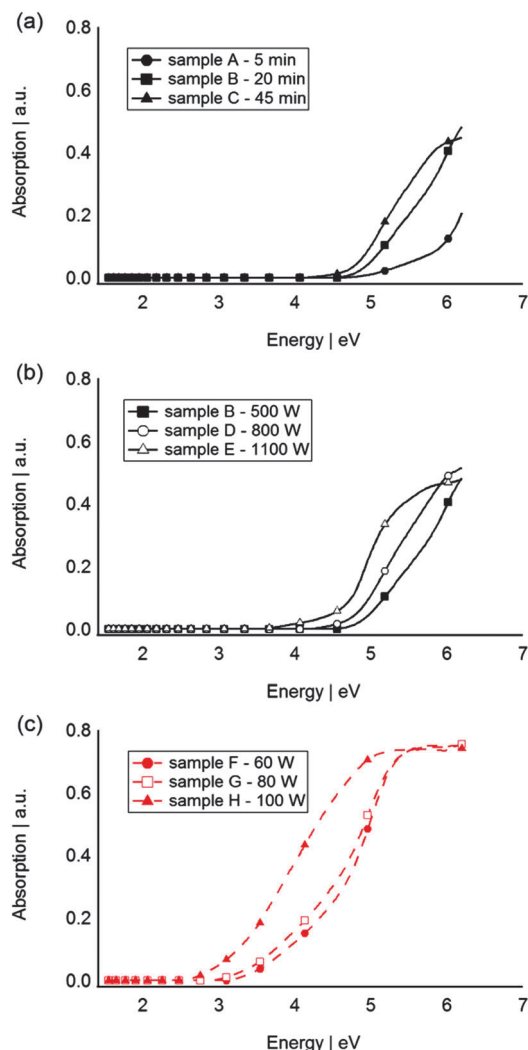 (a)
0.8
sample A - 5 min
sample B - 20 min
sample C - 45 min
0.6
0.4
0.2
0.0
Absorption | a.u.
2 3 4 5 6 7
Energy | eV
(b)
0.8
sample B - 500 W
sample D - 800 W
sample E - 1100 W
0.6
0.4
0.2
0.0
Absorption | a.u.
2 3 4 5 6 7
Energy | eV
(c)
0.8
sample F - 60 W
sample G - 80 W
sample H - 100 W
0.6
0.4
0.2
0.0
Absorption | a.u.
2 3 4 5 6 7
Energy | eV